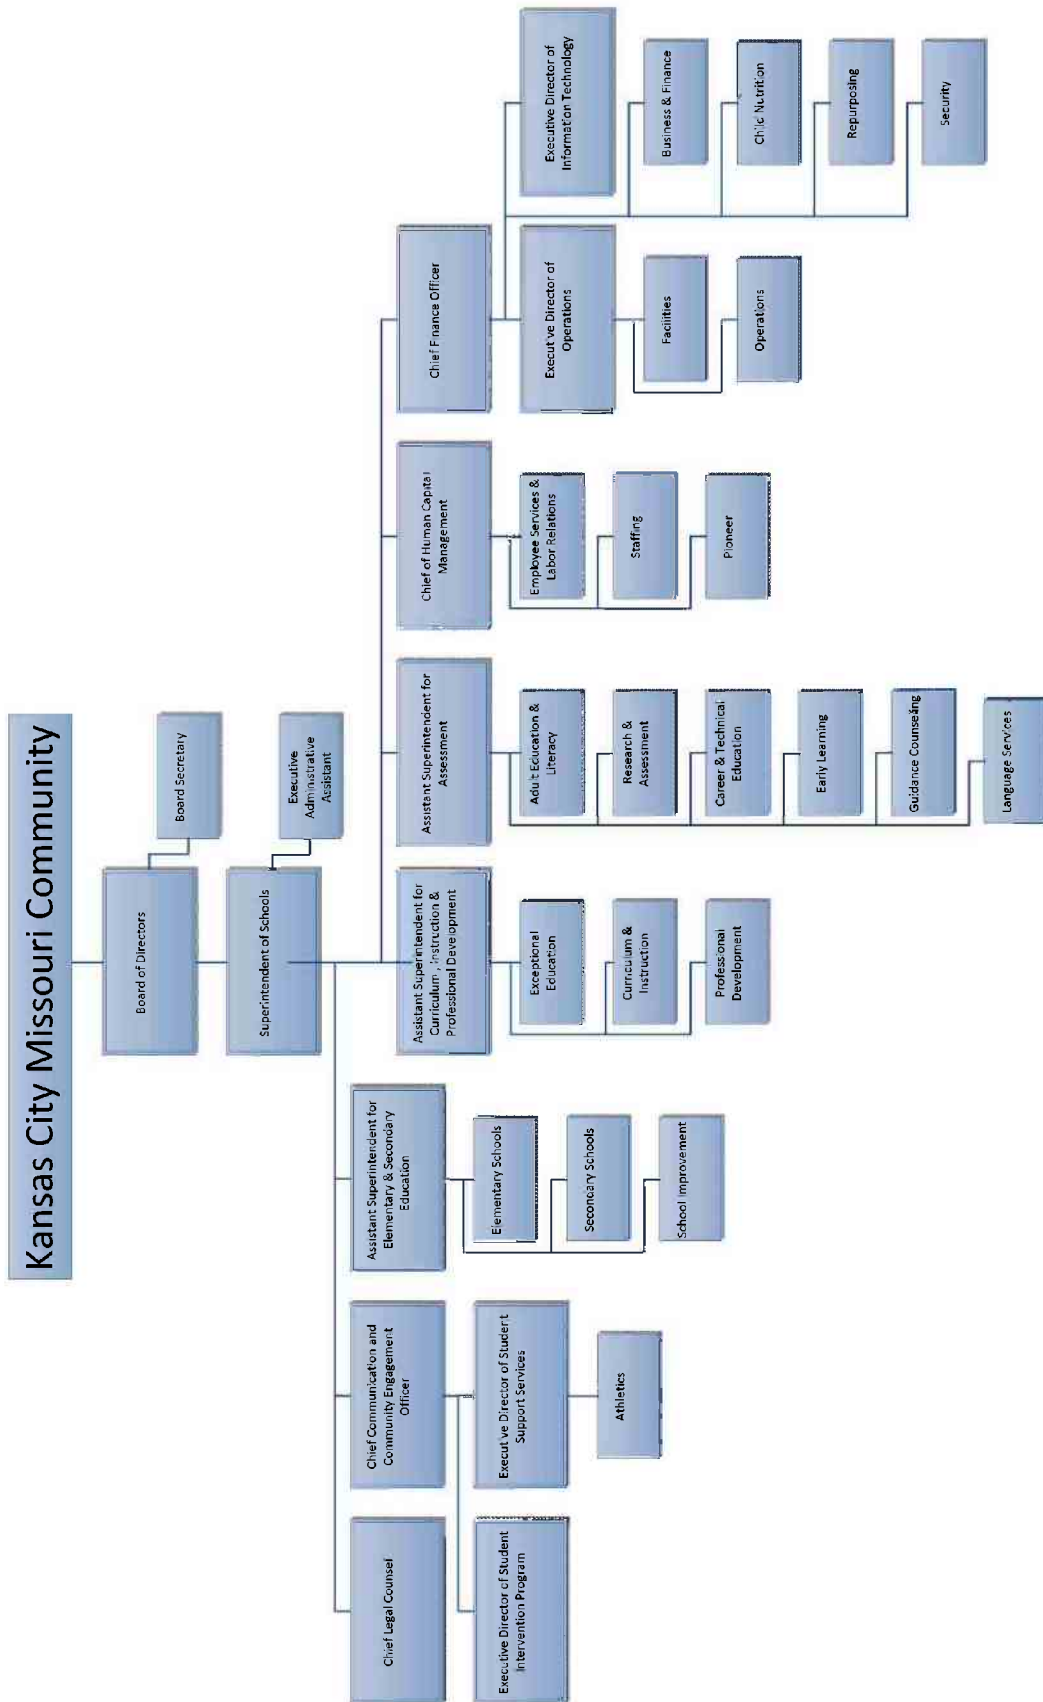 Kansas City Missouri Community
Board of Directors
Board Secretary
Superintendent of Schools
Executive
Administrative
Assistant
Chief Legal Counsel
Chief Communication and
Community Engagement
Officer
Executive Director of Student
Intervention Program
Executive Director of Student
Support Services
Athletics
Assistant Superintendent for
Elementary & Secondary
Education
Elementary Schools
Secondary Schools
School Improvement
Assistant Superintendent for
Curriculum, Instruction &
Professional Development
Exceptional
Education
Curriculum &
Instruction
Professional
Development
Assistant Superintendent for
Assessment
Adult Education &
Literacy
Research &
Assessment
Career & Technical
Education
Early Learning
Guidance Counseling
Language Services
Chief of Human Capital
Management
Employee Services &
Labor Relations
Staffing
Pioneer
Chief Finance Officer
Executive Director of
Operations
Facilities
Operations
Executive Director of
Information Technology
Business & Finance
Child Nutrition
Repurposing
Security